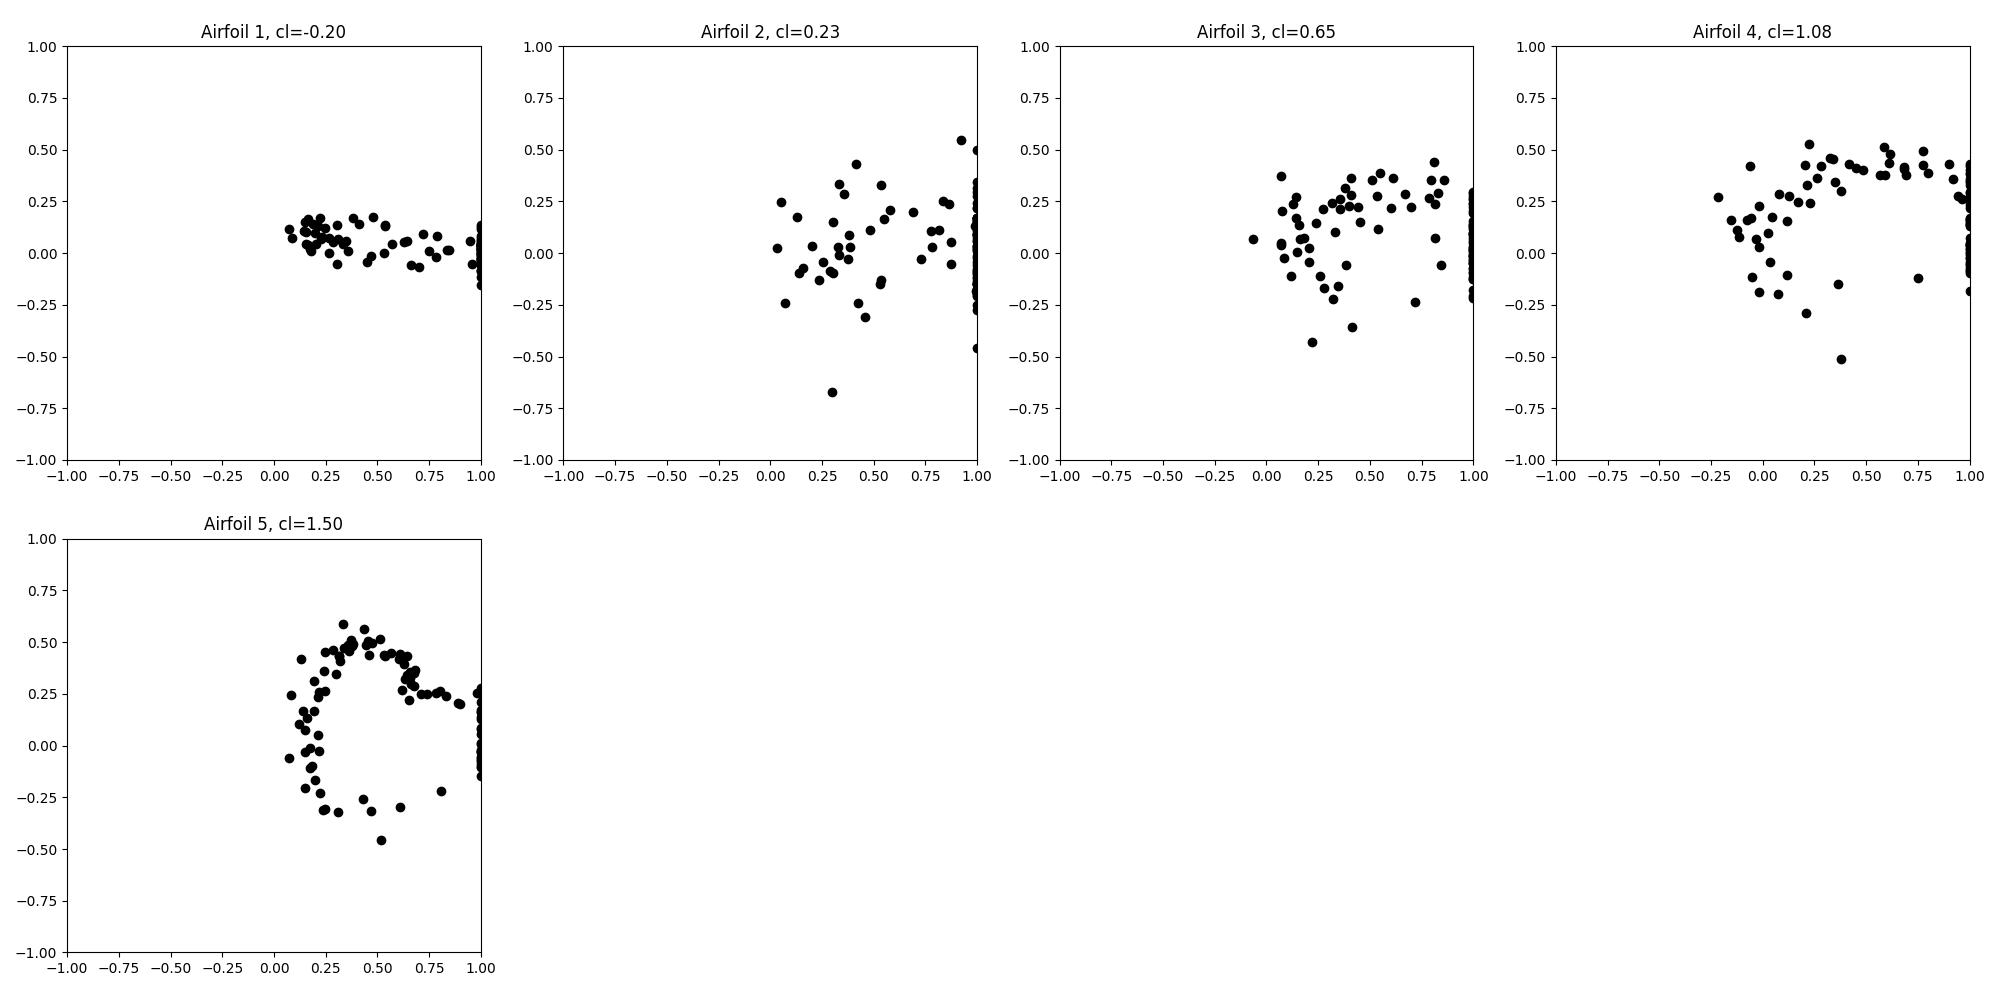 Airfoil 1, cl=-0.20
Airfoil 2, cl=0.23
Airfoil 3, cl=0.65
Airfoil 4, cl=1.08
1.00 1.00 1.00 1.00
0.75 0.75 0.75 0.75
0.50 0.50 0.50 0.50
0.25 0.25 0.25 0.25
0.00 0.00 0.00 0.00
−0.25 −0.25 −0.25 −0.25
−0.50 −0.50 −0.50 −0.50
−0.75 −0.75 −0.75 −0.75
−1.00 −1.00 −1.00 −1.00
−1.00 −0.75 −0.50 −0.25 0.00 0.25 0.50 0.75 1.00
−1.00 −0.75 −0.50 −0.25 0.00 0.25 0.50 0.75 1.00
−1.00 −0.75 −0.50 −0.25 0.00 0.25 0.50 0.75 1.00
−1.00 −0.75 −0.50 −0.25 0.00 0.25 0.50 0.75 1.00
Airfoil 5, cl=1.50
1.00
0.75
0.50
0.25
0.00
−0.25
−0.50
−0.75
−1.00
−1.00 −0.75 −0.50 −0.25 0.00 0.25 0.50 0.75 1.00